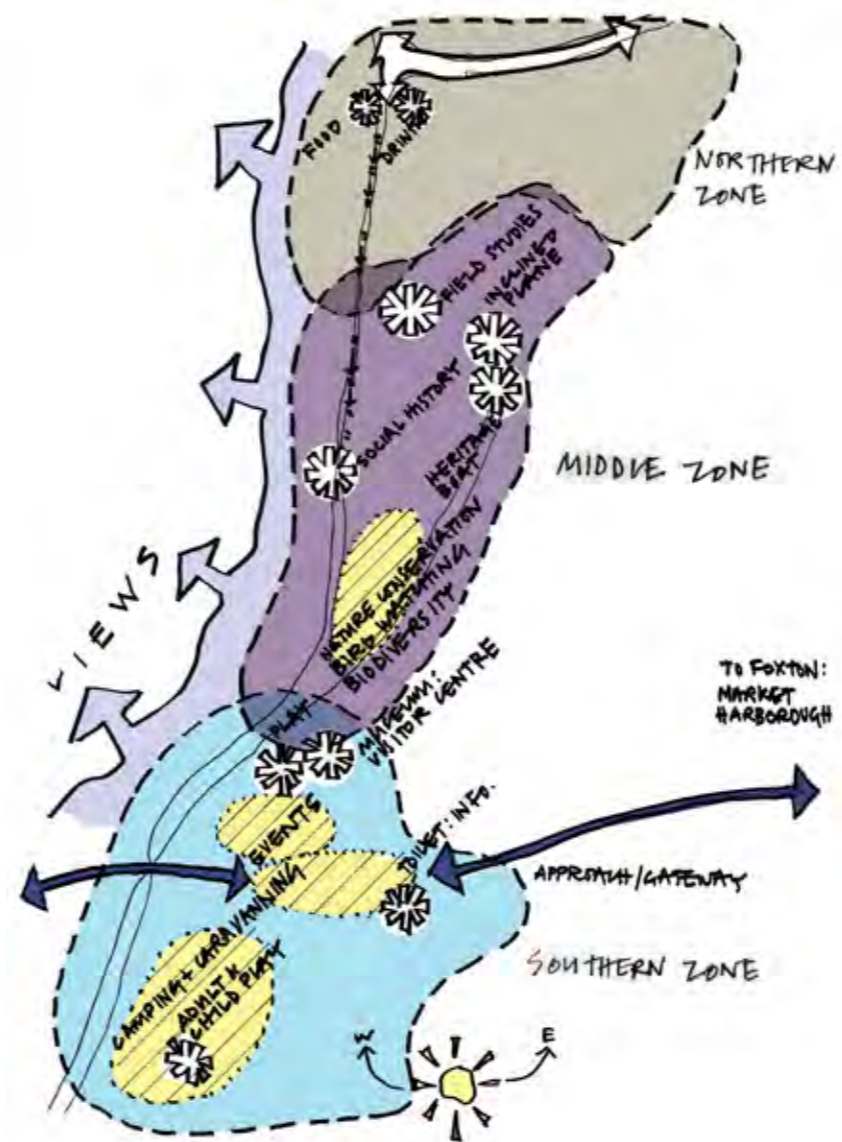 FOOD
DRINK
NORTHERN
ZONE
FIELD STUDIES
INCLINED
PLANE
SOCIAL HISTORY
HERITAGE
BOAT
MIDDLE ZONE
VIEWS
NATURE CONSERVATION
BIRD WATCHING
BIODIVERSITY
TO FOXTON:
MARKET
HARBOROUGH
PLAY
MUSEUM:
VISITOR CENTRE
EVENTS
TOILET: INFO.
APPROACH/GATEWAY
CAMPING + CARAVANNING
ADULT &
CHILD PLAY
SOUTHERN ZONE
W
E